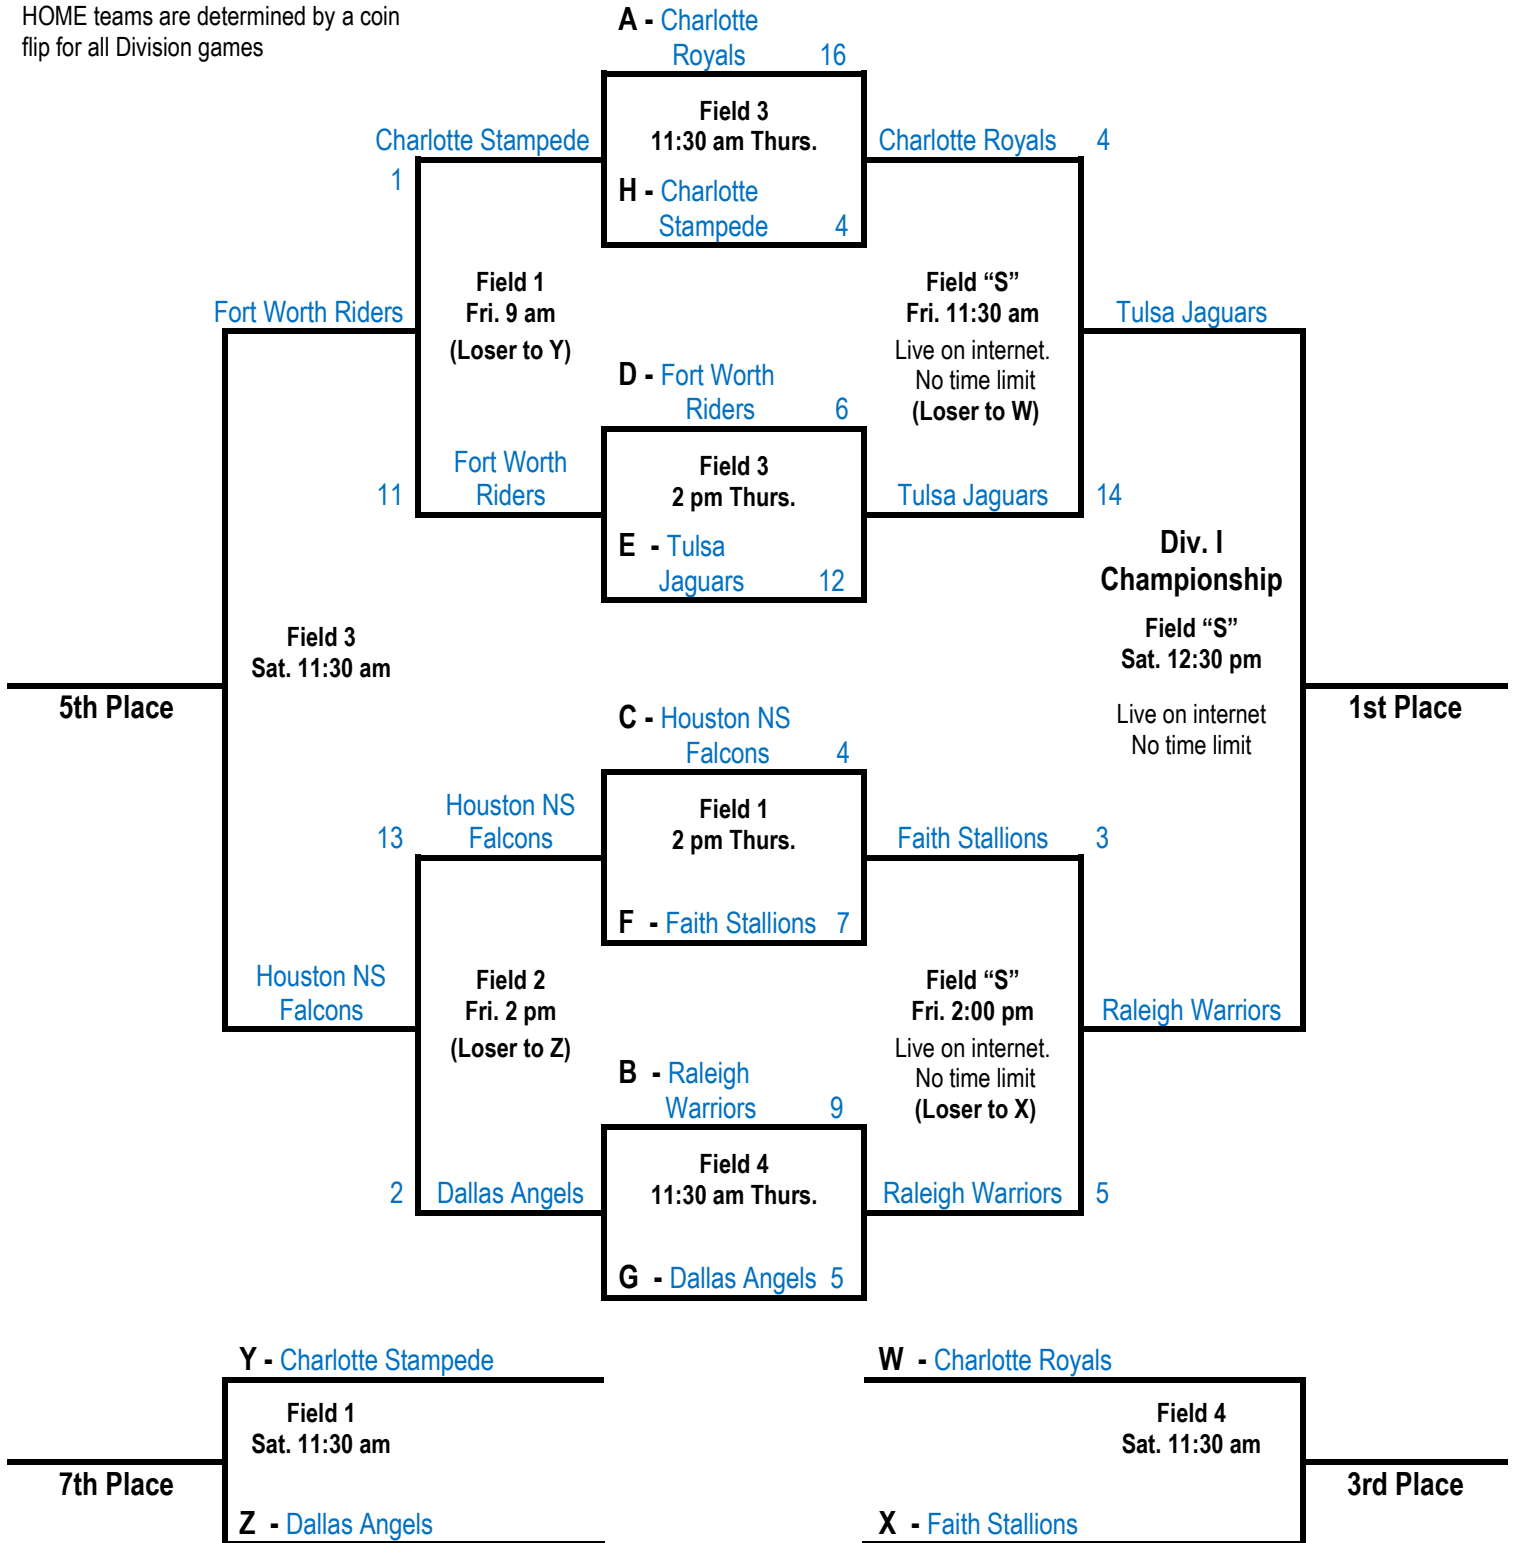 HOME teams are determined by a coin
flip for all Division games
A - Charlotte
Royals 16
Field 3
11:30 am Thurs.
H - Charlotte
Stampede 4
Charlotte Stampede
1
Charlotte Royals 4
Field 1
Fri. 9 am
(Loser to Y)
Field “S”
Fri. 11:30 am
Live on internet.
No time limit
(Loser to W)
Fort Worth Riders
Tulsa Jaguars
D - Fort Worth
Riders 6
Field 3
2 pm Thurs.
E - Tulsa
Jaguars 12
Fort Worth
11 Riders
Tulsa Jaguars 14
Div. I
Championship
Field “S”
Sat. 12:30 pm
Live on internet
No time limit
Field 3
Sat. 11:30 am
5th Place
1st Place
C - Houston NS
Falcons 4
Field 1
2 pm Thurs.
F - Faith Stallions 7
Houston NS
13 Falcons
Faith Stallions 3
Houston NS
Falcons
Field 2
Fri. 2 pm
(Loser to Z)
Field “S”
Fri. 2:00 pm
Live on internet.
No time limit
(Loser to X)
Raleigh Warriors
B - Raleigh
Warriors 9
Field 4
11:30 am Thurs.
G - Dallas Angels 5
2 Dallas Angels
Raleigh Warriors 5
Y - Charlotte Stampede
Field 1
Sat. 11:30 am
7th Place
Z - Dallas Angels
W - Charlotte Royals
Field 4
Sat. 11:30 am
3rd Place
X - Faith Stallions